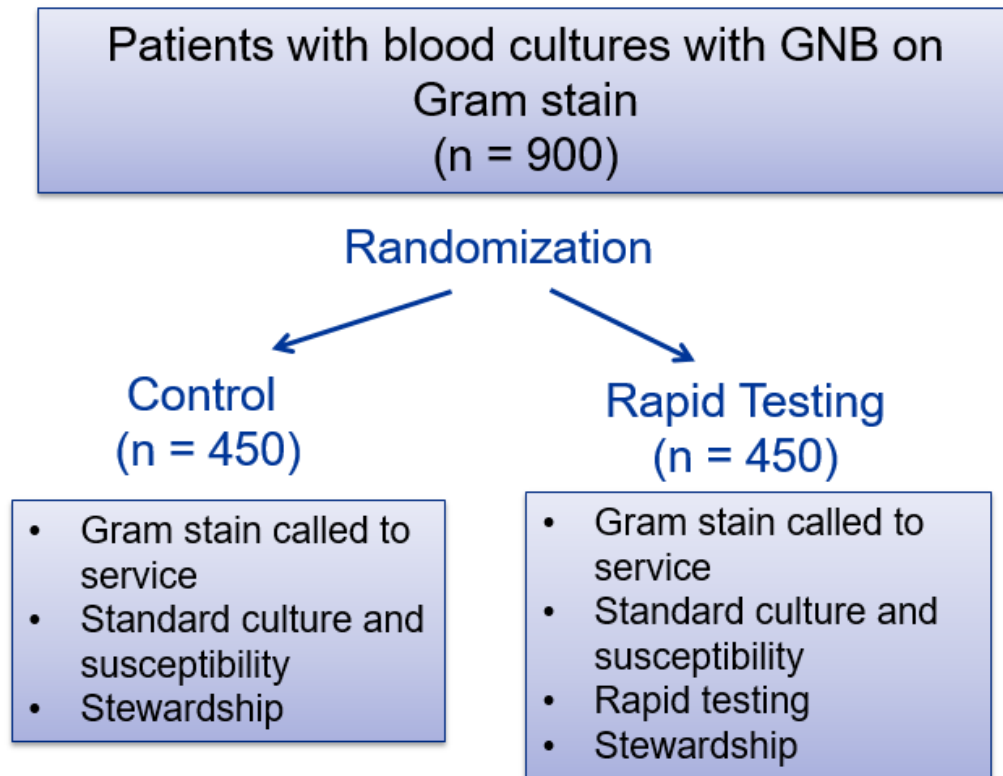 Patients with blood cultures with GNB on
Gram stain
(n = 900)
Randomization
Control
(n = 450)
• Gram stain called to
service
• Standard culture and
susceptibility
• Stewardship
Rapid Testing
(n = 450)
• Gram stain called to
service
• Standard culture and
susceptibility
• Rapid testing
• Stewardship